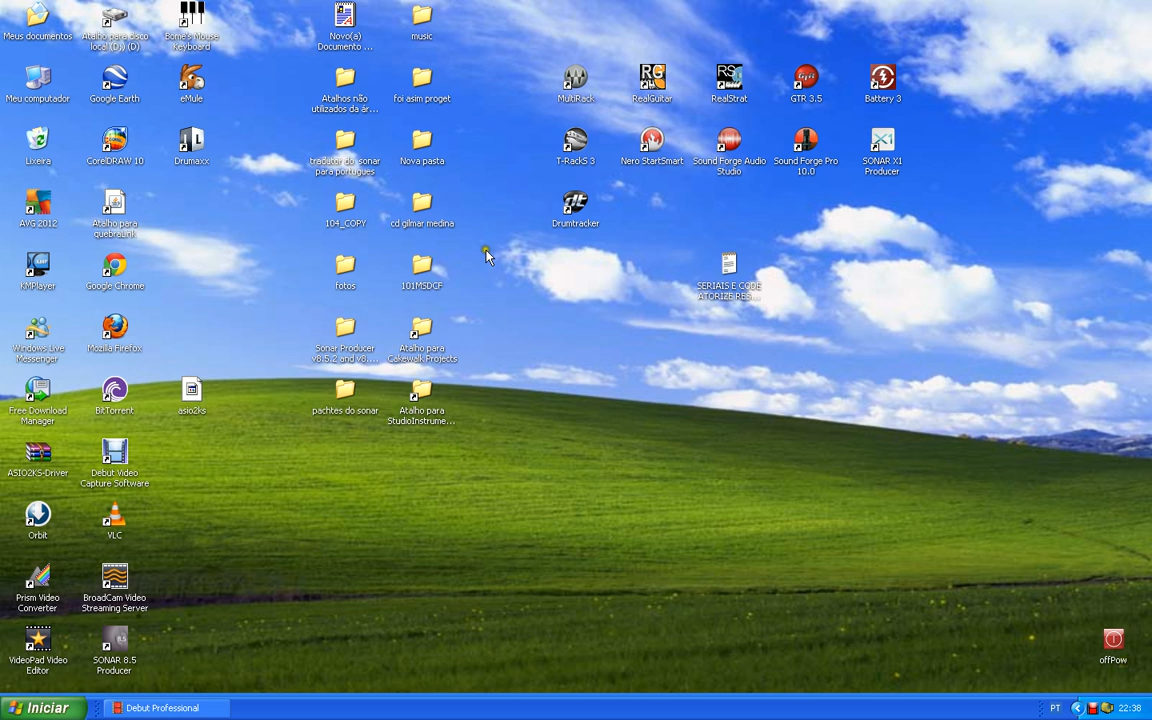 Meus documentos
Atalho para disco
local (D:) (D)
Bome's Mouse
Keyboard
Novo(a)
Documento ...
music
Meu computador
Google Earth
eMule
Atalhos não
utilizados da ár...
foi asim proget
MultiRack
RG
RealGuitar
RS
RealStrat
GTR 3.5
Battery 3
Lixeira
CorelDRAW 10
Drumaxx
tradutor do sonar
para portugues
Nova pasta
T-RackS 3
Nero StartSmart
Sound Forge Audio
Studio
Sound Forge Pro
10.0
X1
SONAR X1
Producer
AVG 2012
Atalho para
quebraLink
104_COPY
cd gilmar medina
Drumtracker
KMPlayer
Google Chrome
fotos
101MSDCF
SERIAIS E CODE
ATORIZE RES...
Windows Live
Messenger
Mozilla Firefox
Sonar Producer
v8.5.2 and v8....
Atalho para
Cakewalk Projects
Free Download
Manager
BitTorrent
asio2ks
pachtes do sonar
Atalho para
StudioInstrume...
ASIO2KS-Driver
Debut Video
Capture Software
Orbit
VLC
Prism Video
Converter
BroadCam Video
Streaming Server
VideoPad Video
Editor
8.5
SONAR 8.5
Producer
offPow
Iniciar
Debut Professional
PT
22:38